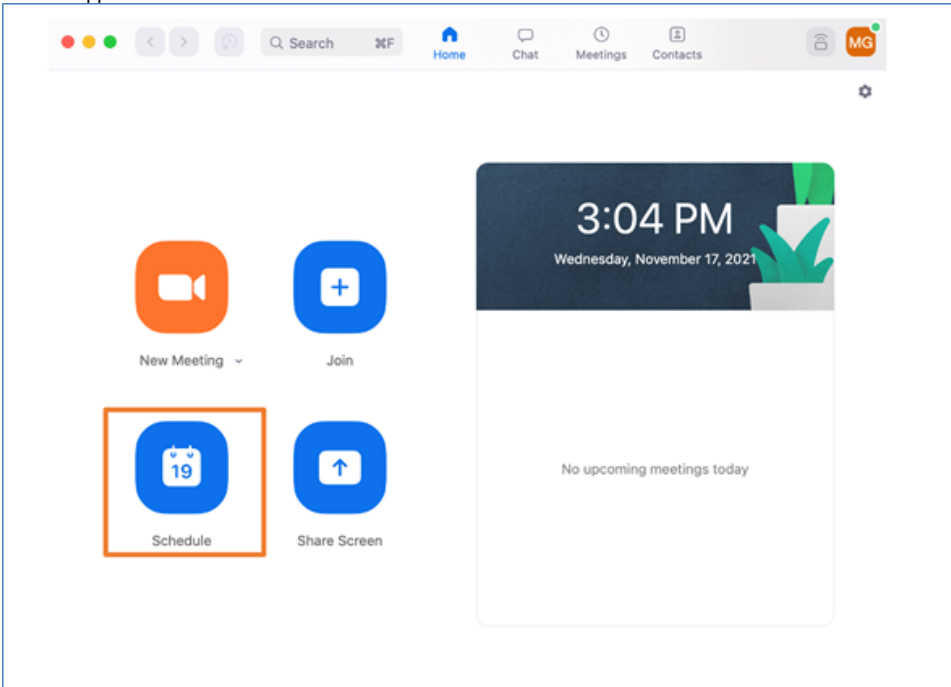 Search ⌘F
Home
Chat
Meetings
Contacts
MG
3:04 PM
Wednesday, November 17, 2021
New Meeting
Join
19
Schedule
Share Screen
No upcoming meetings today